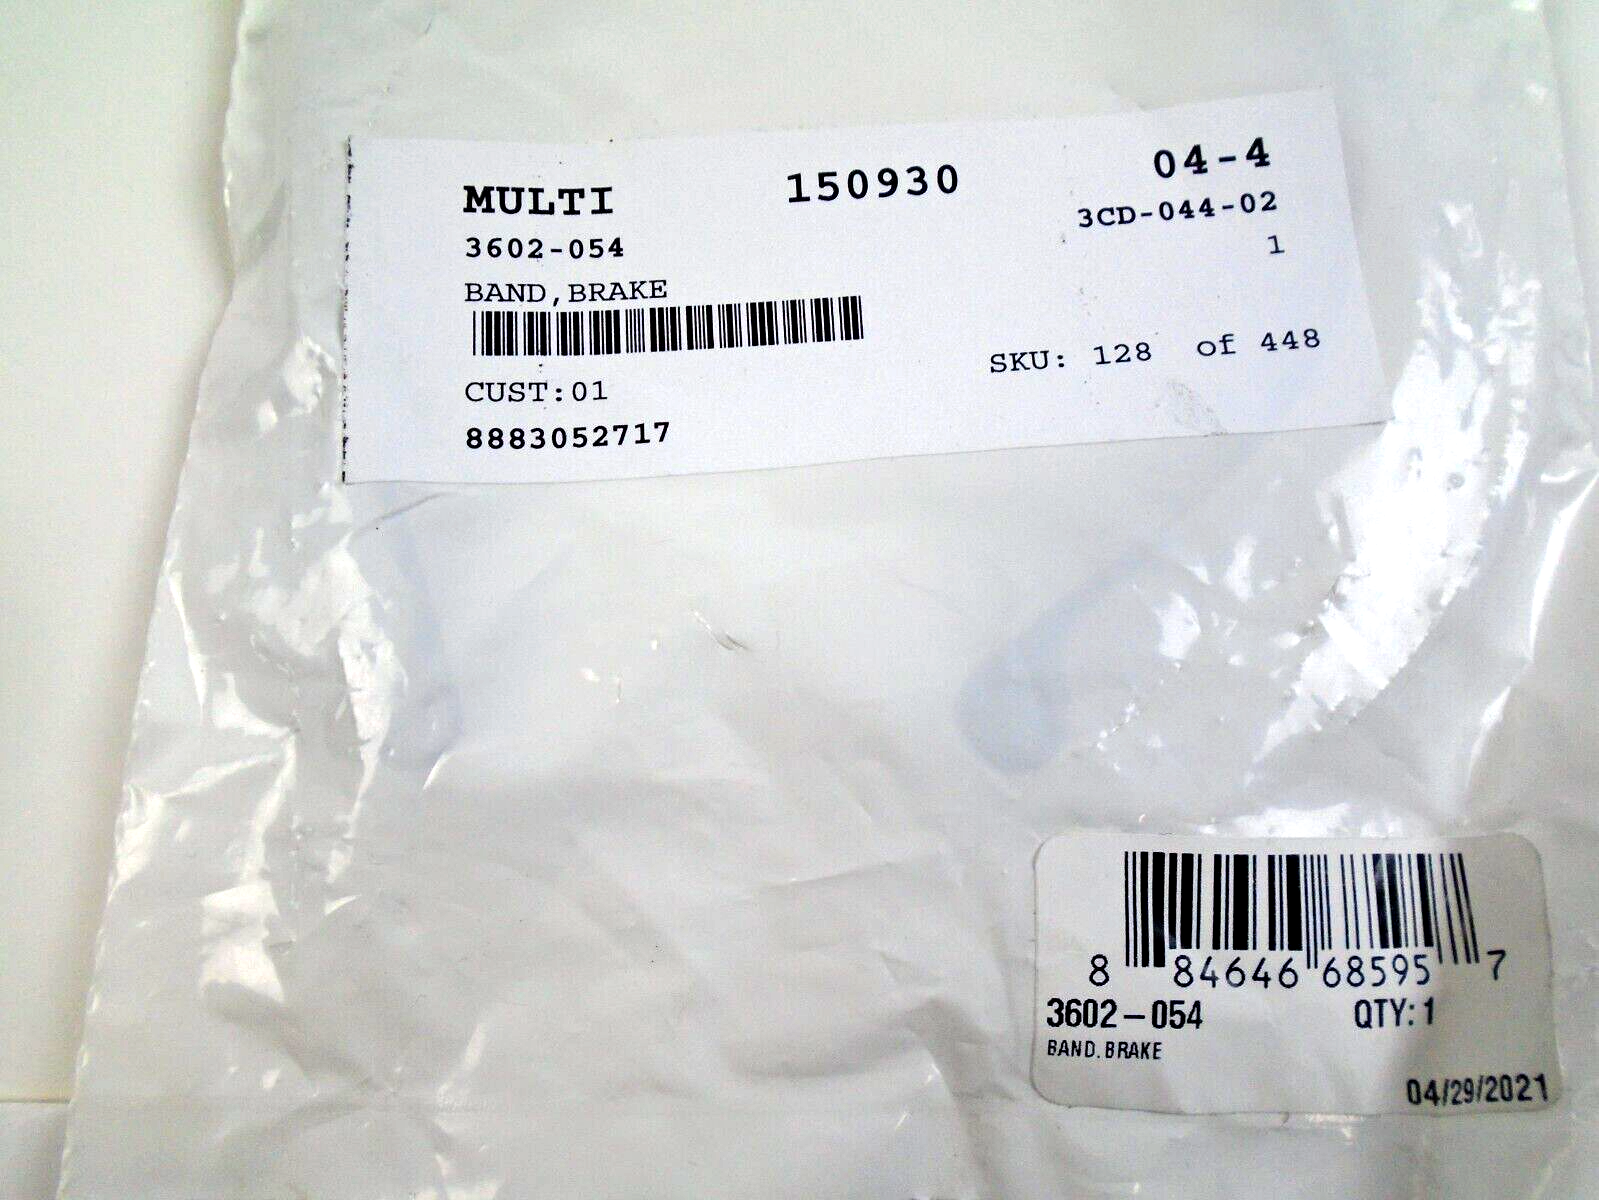 MULTI 150930 04-4
3602-054 3CD-044-02
1
BAND,BRAKE
SKU: 128 of 448
CUST:01
8883052717
8 84646 68595 7
3602-054 QTY: 1
BAND.BRAKE
04/29/2021